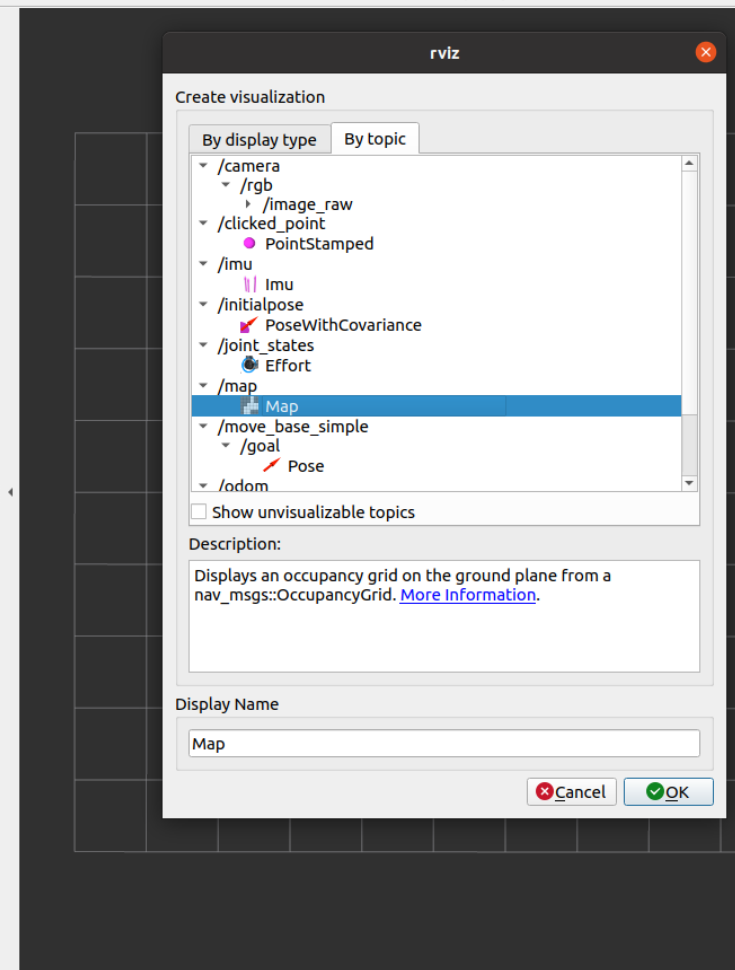 rviz
Create visualization
By display type
By topic
/camera
/rgb
/image_raw
/clicked_point
PointStamped
/imu
Imu
/initialpose
PoseWithCovariance
/joint_states
Effort
/map
Map
/move_base_simple
/goal
Pose
/odom
Show unvisualizable topics
Description:
Displays an occupancy grid on the ground plane from a
nav_msgs::OccupancyGrid. More Information.
Display Name
Map
Cancel
OK